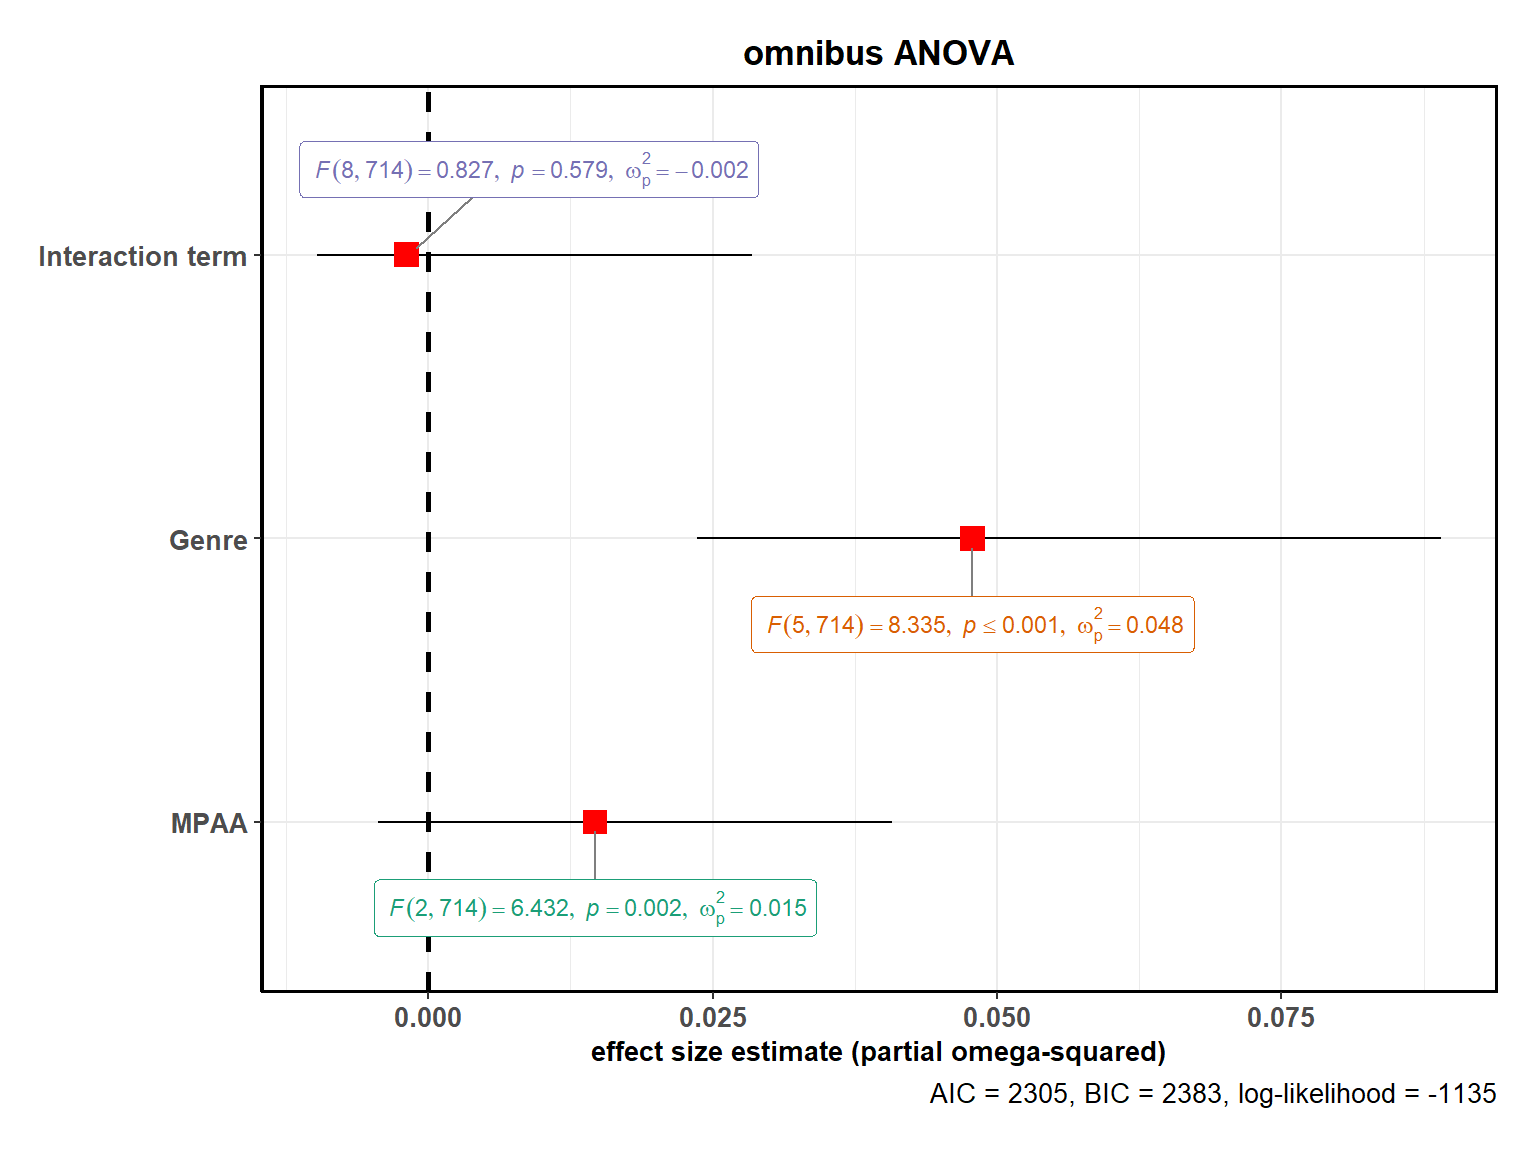 omnibus ANOVA
F(8, 714) = 0.827, p = 0.579, ω²ₚ = −0.002
Interaction term
Genre
F(5, 714) = 8.335, p ≤ 0.001, ω²ₚ = 0.048
MPAA
F(2, 714) = 6.432, p = 0.002, ω²ₚ = 0.015
0.000 0.025 0.050 0.075
effect size estimate (partial omega-squared)
AIC = 2305, BIC = 2383, log-likelihood = -1135